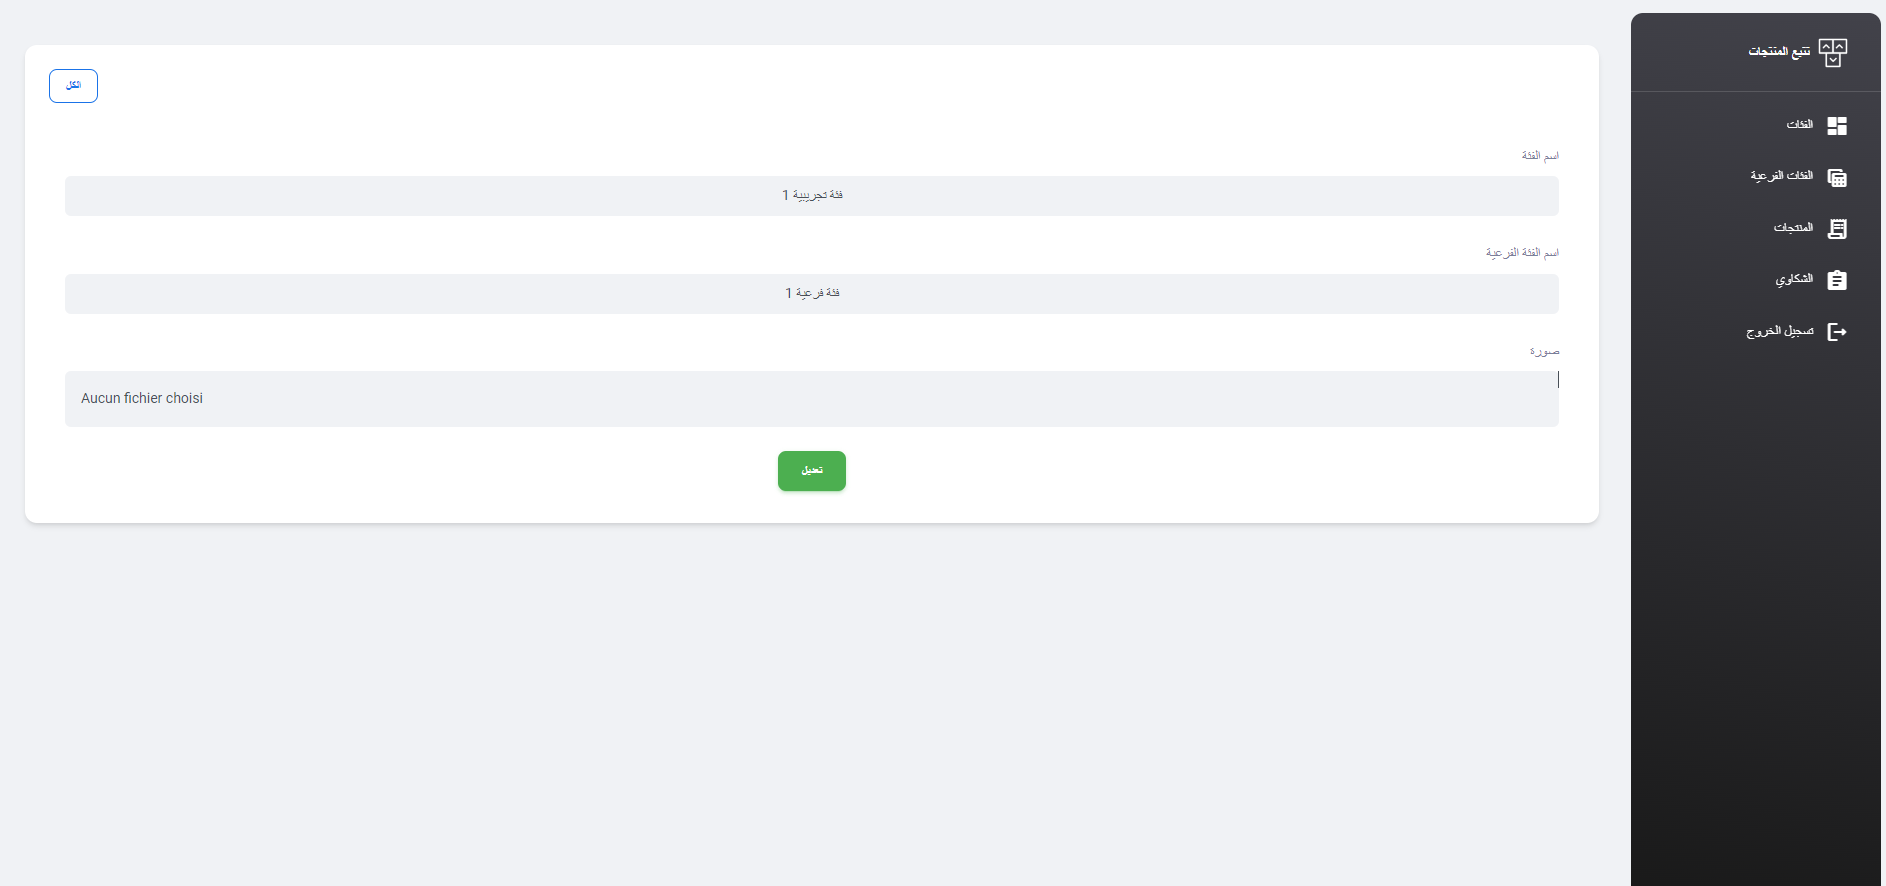 تتبع المنتجات
الفئات
الفئات الفرعية
المنتجات
الشكاوي
تسجيل الخروج
الكل
اسم الفئة
فئة تجريبية 1
اسم الفئة الفرعية
فئة فرعية 1
صورة
Aucun fichier choisi
تعديل